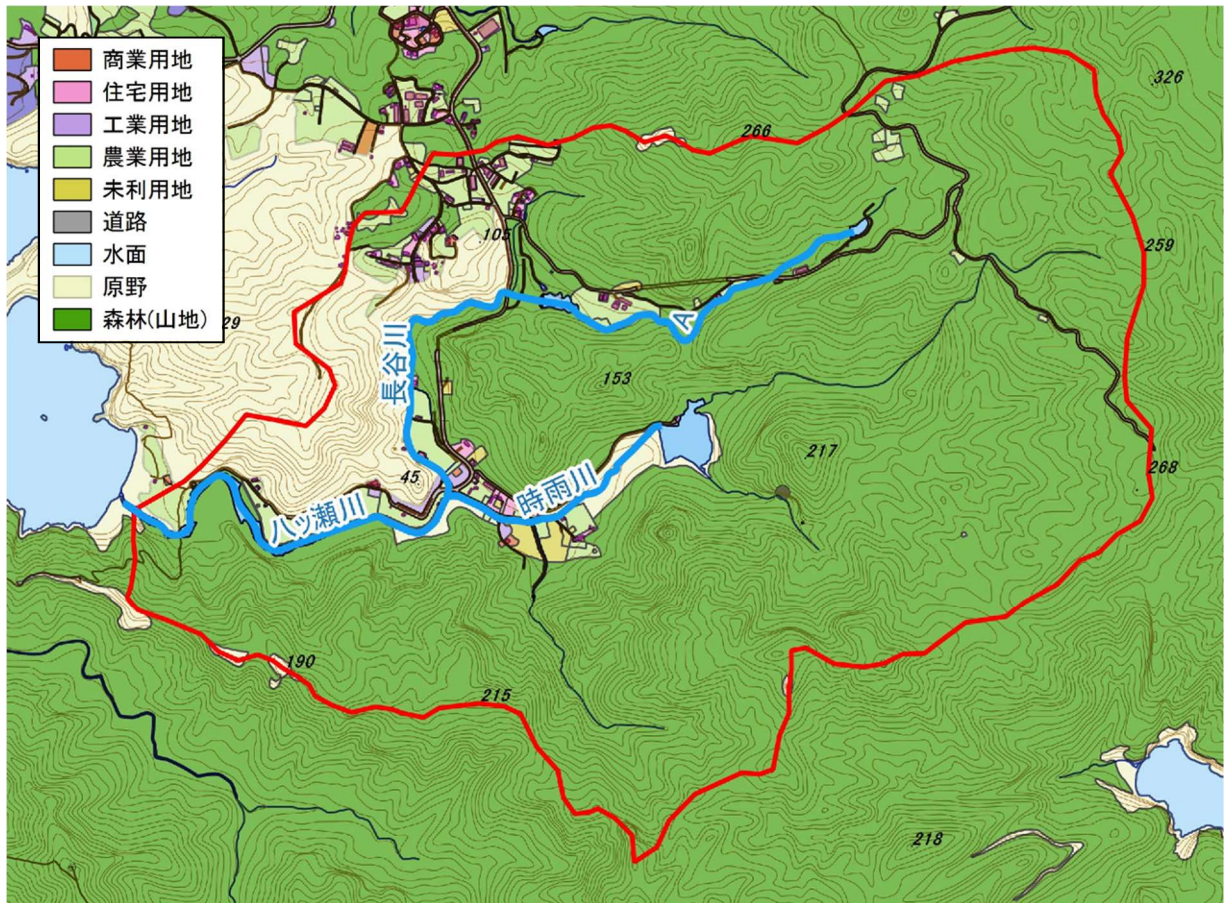 商業用地
住宅用地
工業用地
農業用地
未利用地
道路
水面
原野
森林(山地)
326
266
105
259
29
A
長谷川
153
217
268
45
時雨川
八ッ瀬川
190
215
218